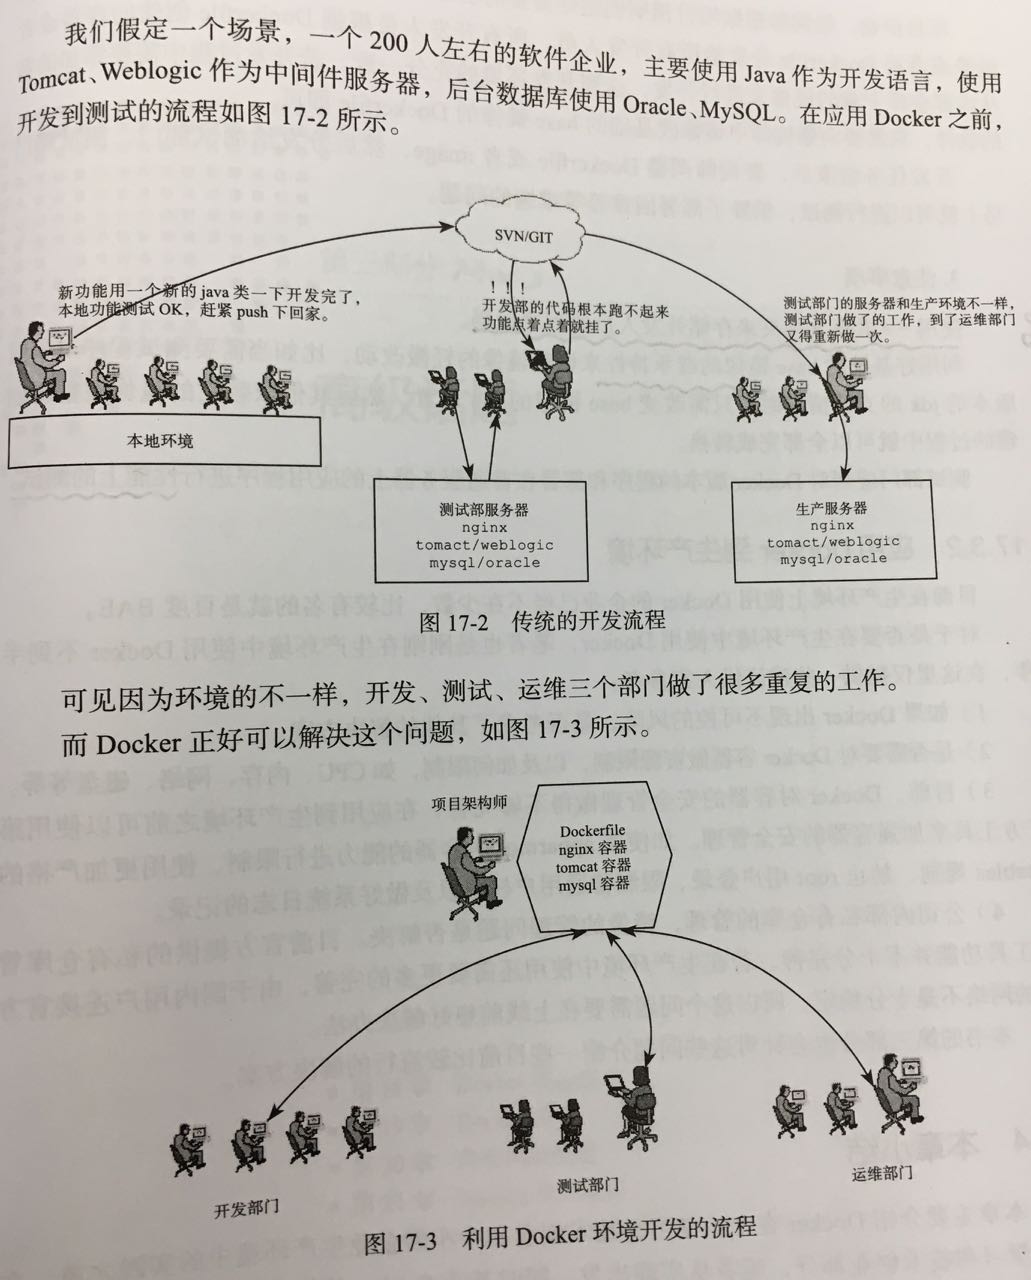 我们假定一个场景，一个 200 人左右的软件企业，主要使用 Java 作为开发语言，使用
Tomcat、Weblogic 作为中间件服务器，后台数据库使用 Oracle、MySQL。在应用 Docker 之前，
开发到测试的流程如图 17-2 所示。
SVN/GIT
新功能用一个新的 java 类一下开发完了，
本地功能测试 OK，赶紧 push 下回家。
！！！
开发部的代码根本跑不起来
功能点着点着就挂了。
测试部门的服务器和生产环境不一样，
测试部门做了的工作，到了运维部门
又得重新做一次。
本地环境
测试部服务器
nginx
tomact/weblogic
mysql/oracle
生产服务器
nginx
tomact/weblogic
mysql/oracle
图 17-2 传统的开发流程
可见因为环境的不一样，开发、测试、运维三个部门做了很多重复的工作。
而 Docker 正好可以解决这个问题，如图 17-3 所示。
项目架构师
Dockerfile
nginx 容器
tomcat 容器
mysql 容器
开发部门
测试部门
运维部门
图 17-3 利用 Docker 环境开发的流程